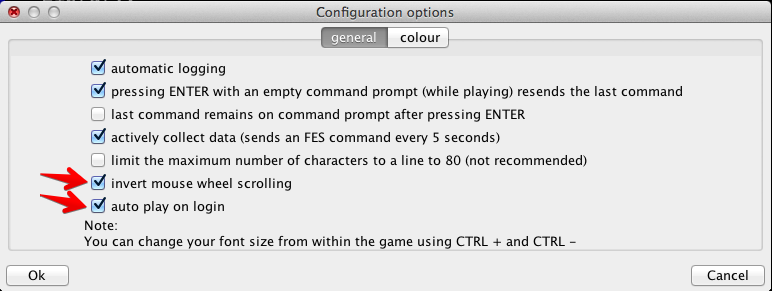 Configuration options
general colour
automatic logging
pressing ENTER with an empty command prompt (while playing) resends the last command
last command remains on command prompt after pressing ENTER
actively collect data (sends an FES command every 5 seconds)
limit the maximum number of characters to a line to 80 (not recommended)
invert mouse wheel scrolling
auto play on login
Note:
You can change your font size from within the game using CTRL + and CTRL -
Ok Cancel